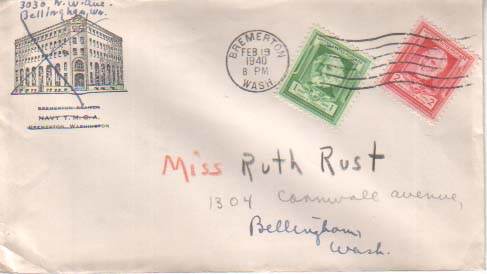 3030, N.W. Ave.
Bellingham, Wn.
BREMERTON BRANCH
NAVY Y.M.C.A.
BREMERTON, WASHINGTON
BREMERTON
FEB 19
1940
8 PM
WASH.
Miss Ruth Rust
1304 Cornwall avenue,
Bellingham,
Wash.